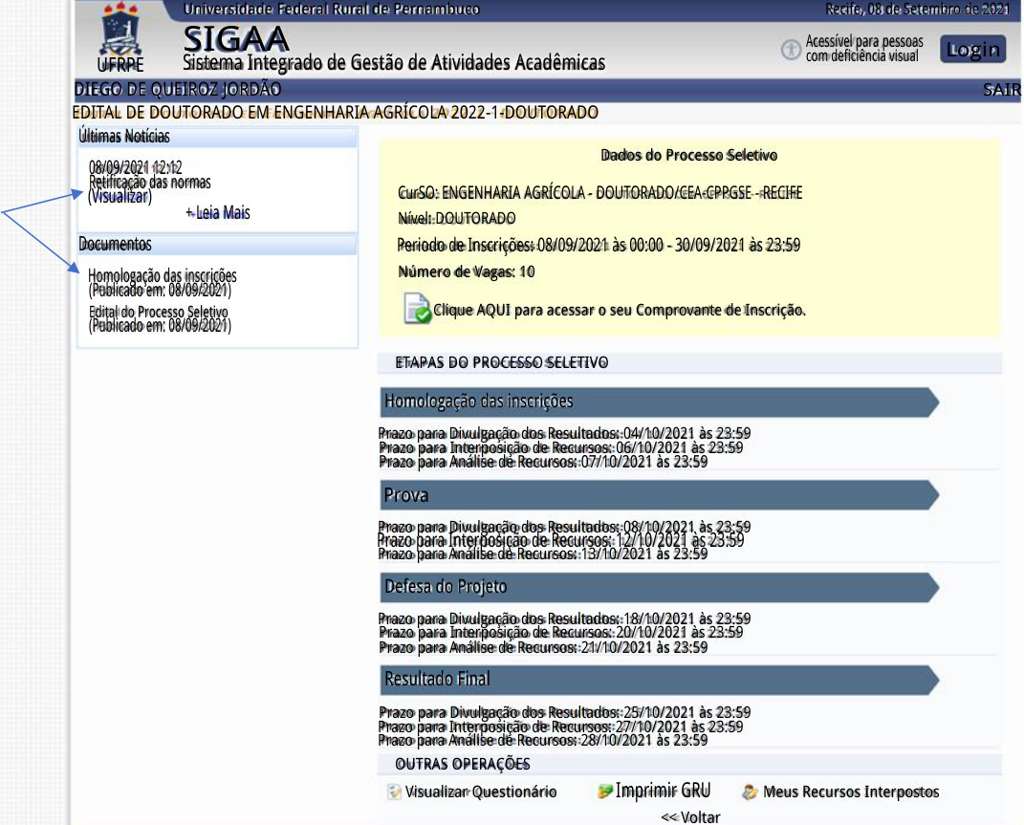 Universidade Federal Rural de Pernambuco
Recife, 08 de Setembro de 2021
UFRPE
SIGAA
Sistema Integrado de Gestão de Atividades Acadêmicas
Acessível para pessoas
com deficiência visual
Login
DIEGO DE QUEIROZ JORDÃO
SAIR
EDITAL DE DOUTORADO EM ENGENHARIA AGRÍCOLA 2022-1-DOUTORADO
Últimas Notícias
08/09/2021 12:12
Retificação das normas
(Visualizar)
+ Leia Mais
Documentos
Homologação das inscrições
(Publicado em: 08/09/2021)
Edital do Processo Seletivo
(Publicado em: 08/09/2021)
Dados do Processo Seletivo
CurSO: ENGENHARIA AGRÍCOLA - DOUTORADO/CEA-CPPGSE - RECIFE
Nível: DOUTORADO
Período de Inscrições: 08/09/2021 às 00:00 - 30/09/2021 às 23:59
Número de Vagas: 10
Clique AQUI para acessar o seu Comprovante de Inscrição.
ETAPAS DO PROCESSO SELETIVO
Homologação das inscrições
Prazo para Divulgação dos Resultados: 04/10/2021 às 23:59
Prazo para Interposição de Recursos: 06/10/2021 às 23:59
Prazo para Análise de Recursos: 07/10/2021 às 23:59
Prova
Prazo para Divulgação dos Resultados: 08/10/2021 às 23:59
Prazo para Interposição de Recursos: 12/10/2021 às 23:59
Prazo para Análise de Recursos: 13/10/2021 às 23:59
Defesa do Projeto
Prazo para Divulgação dos Resultados: 18/10/2021 às 23:59
Prazo para Interposição de Recursos: 20/10/2021 às 23:59
Prazo para Análise de Recursos: 21/10/2021 às 23:59
Resultado Final
Prazo para Divulgação dos Resultados: 25/10/2021 às 23:59
Prazo para Interposição de Recursos: 27/10/2021 às 23:59
Prazo para Análise de Recursos: 28/10/2021 às 23:59
OUTRAS OPERAÇÕES
Visualizar Questionário
Imprimir GRU
Meus Recursos Interpostos
<< Voltar